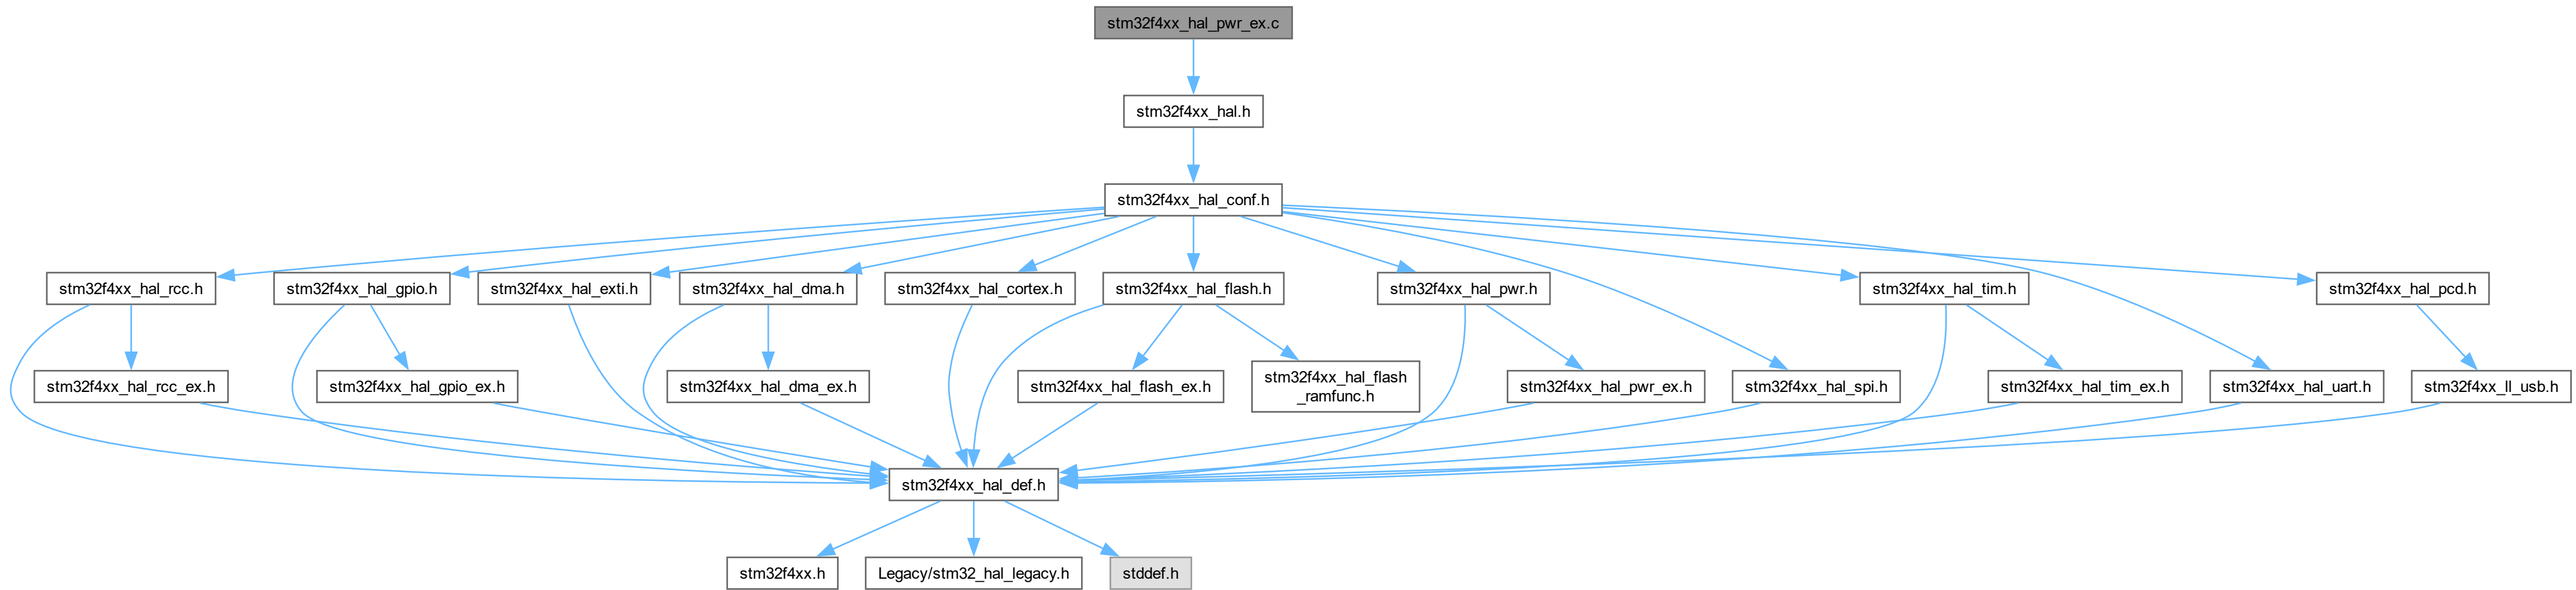 stm32f4xx_hal_pwr_ex.c
stm32f4xx_hal.h
stm32f4xx_hal_conf.h
stm32f4xx_hal_rcc.h
stm32f4xx_hal_gpio.h
stm32f4xx_hal_exti.h
stm32f4xx_hal_dma.h
stm32f4xx_hal_cortex.h
stm32f4xx_hal_flash.h
stm32f4xx_hal_pwr.h
stm32f4xx_hal_tim.h
stm32f4xx_hal_pcd.h
stm32f4xx_hal_rcc_ex.h
stm32f4xx_hal_gpio_ex.h
stm32f4xx_hal_dma_ex.h
stm32f4xx_hal_flash_ex.h
stm32f4xx_hal_flash
_ramfunc.h
stm32f4xx_hal_pwr_ex.h
stm32f4xx_hal_spi.h
stm32f4xx_hal_tim_ex.h
stm32f4xx_hal_uart.h
stm32f4xx_ll_usb.h
stm32f4xx_hal_def.h
stm32f4xx.h
Legacy/stm32_hal_legacy.h
stddef.h